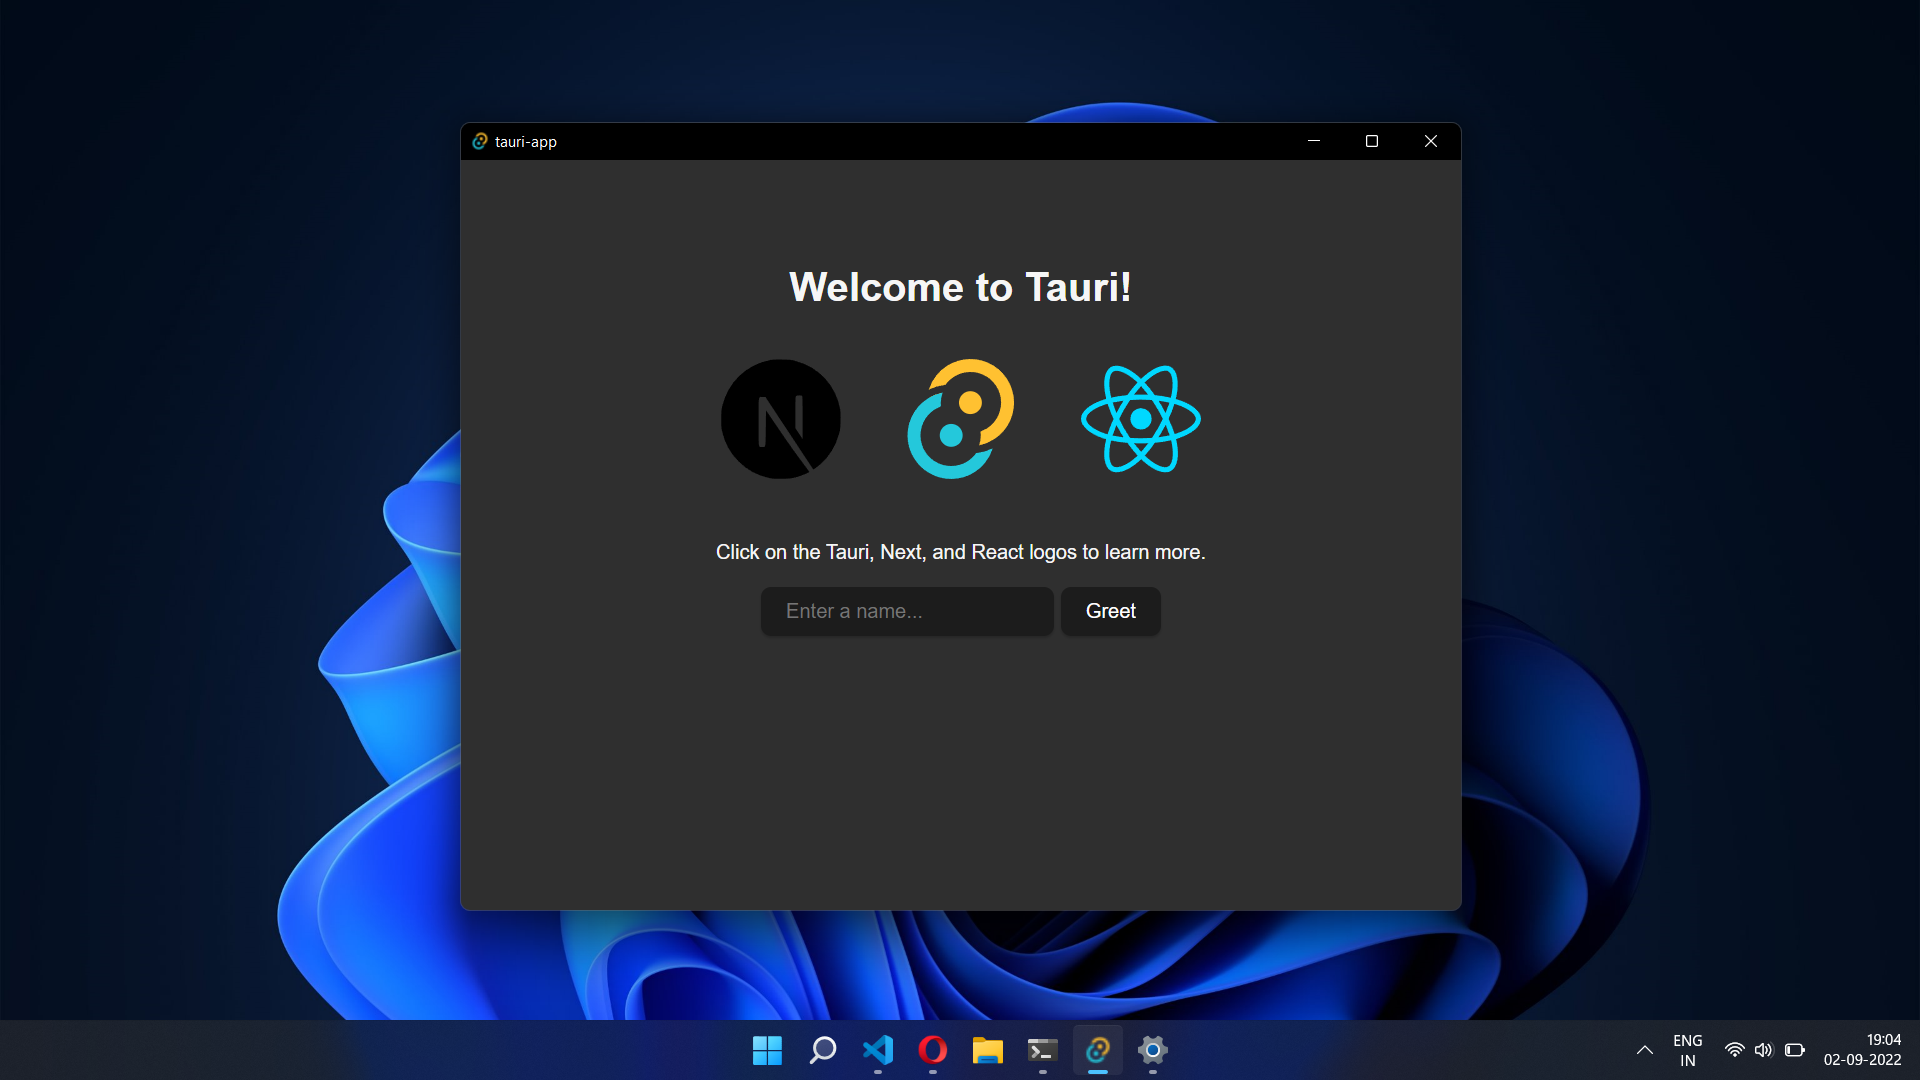 tauri-app
Welcome to Tauri!
N
Click on the Tauri, Next, and React logos to learn more.
Enter a name...
Greet
ENG
IN
19:04
02-09-2022